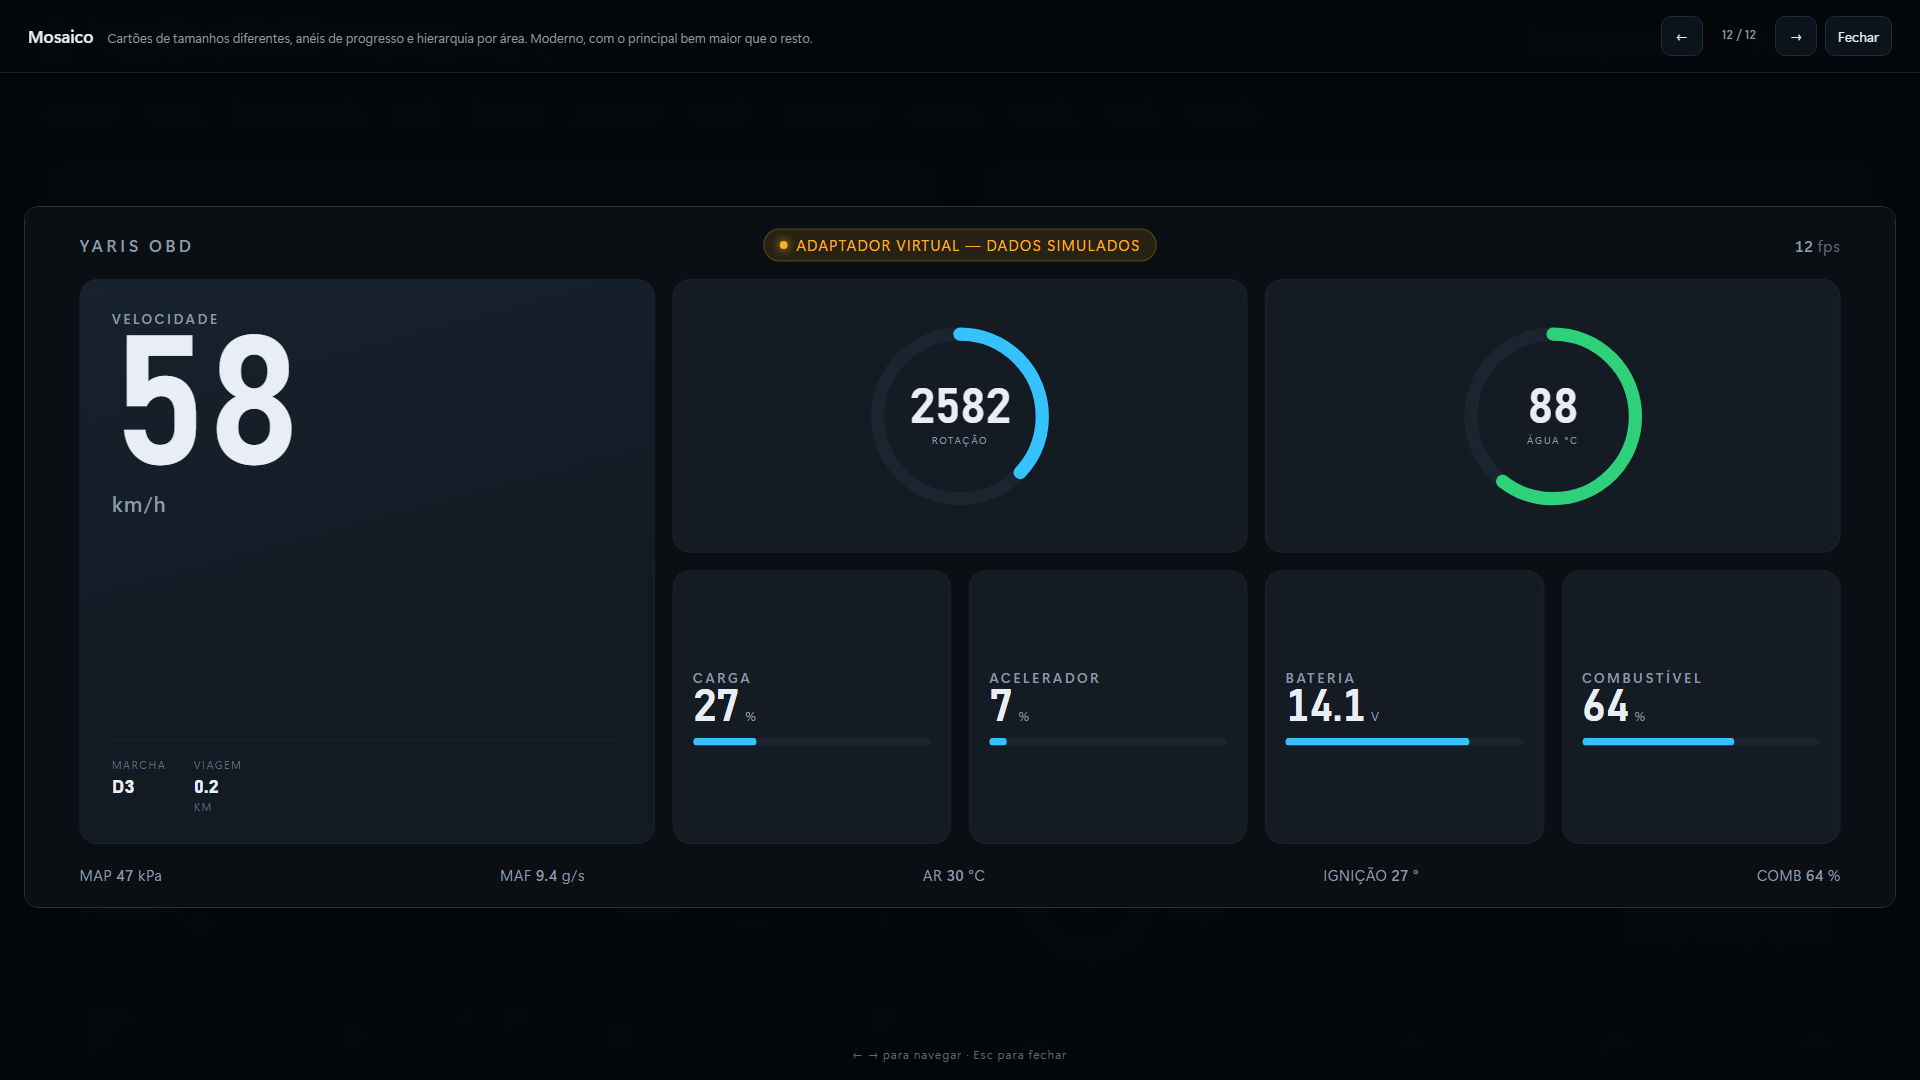 Mosaico Cartões de tamanhos diferentes, anéis de progresso e hierarquia por área. Moderno, com o principal bem maior que o resto.
← 12 / 12 → Fechar
YARIS OBD
ADAPTADOR VIRTUAL — DADOS SIMULADOS
12 fps
VELOCIDADE
58
km/h
MARCHA
D3
VIAGEM
0.2
KM
2582
ROTAÇÃO
88
ÁGUA °C
CARGA
27 %
ACELERADOR
7 %
BATERIA
14.1 V
COMBUSTÍVEL
64 %
MAP 47 kPa
MAF 9.4 g/s
AR 30 °C
IGNIÇÃO 27 °
COMB 64 %
← → para navegar · Esc para fechar